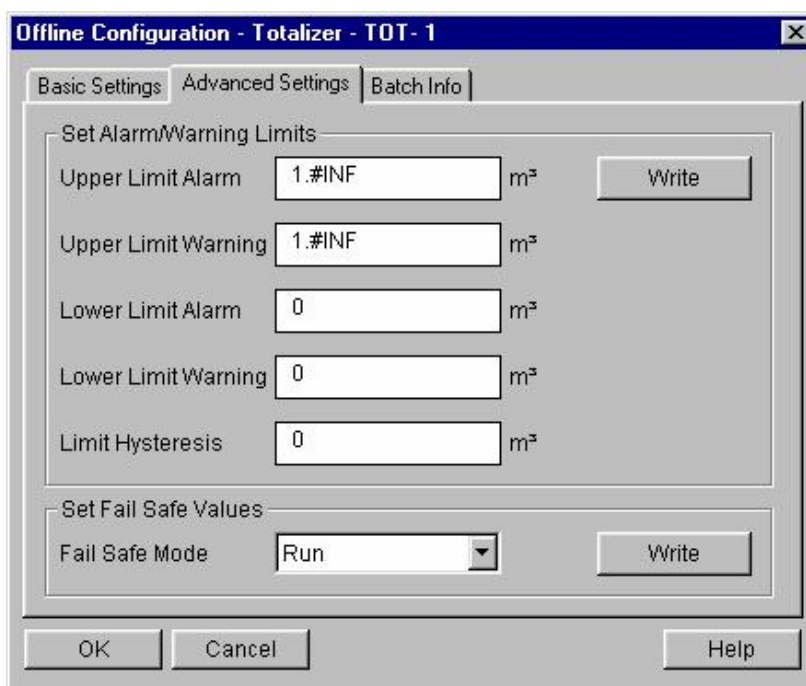 Offline Configuration - Totalizer - TOT- 1
Basic Settings Advanced Settings Batch Info
Set Alarm/Warning Limits
Upper Limit Alarm 1.#INF m³ Write
Upper Limit Warning 1.#INF m³
Lower Limit Alarm 0 m³
Lower Limit Warning 0 m³
Limit Hysteresis 0 m³
Set Fail Safe Values
Fail Safe Mode Run Write
OK Cancel Help